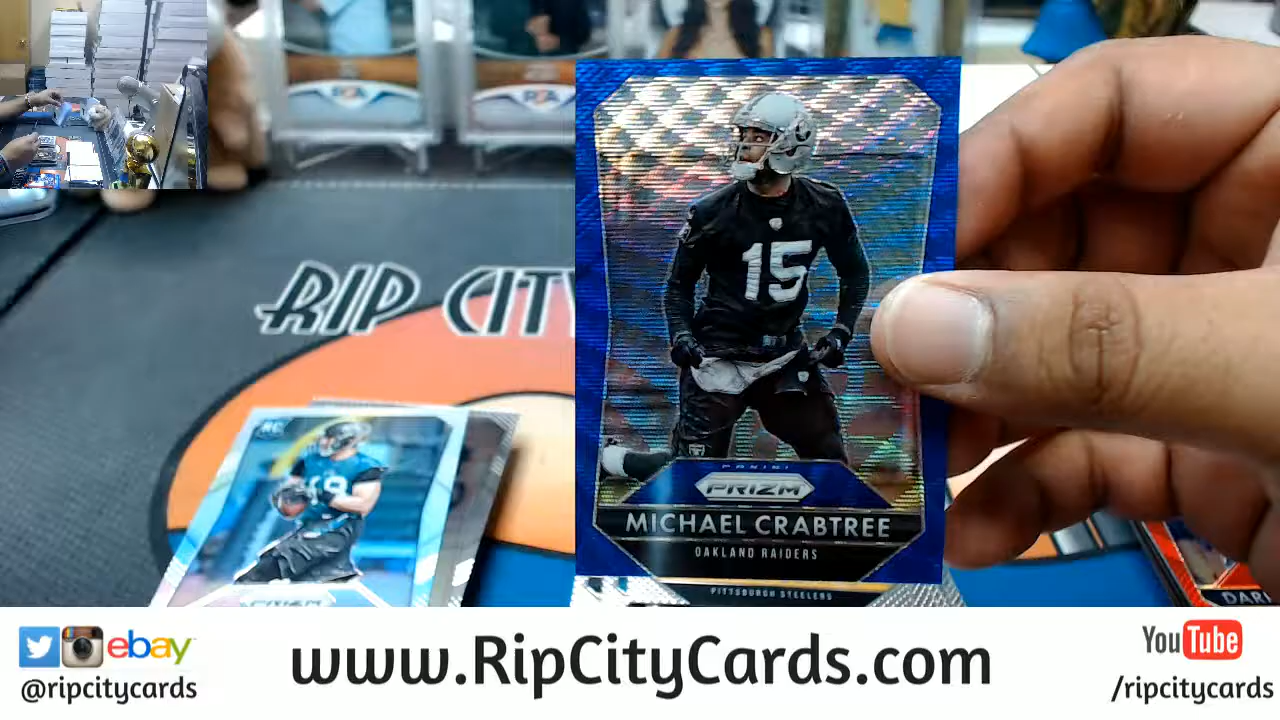 RIP CITY
15
PANINI
PRIZM
MICHAEL CRABTREE
OAKLAND RAIDERS
PITTSBURGH STEELERS
RC
PRIZM
DARI
ebay
@ripcitycards
www.RipCityCards.com
YouTube
/ripcitycards